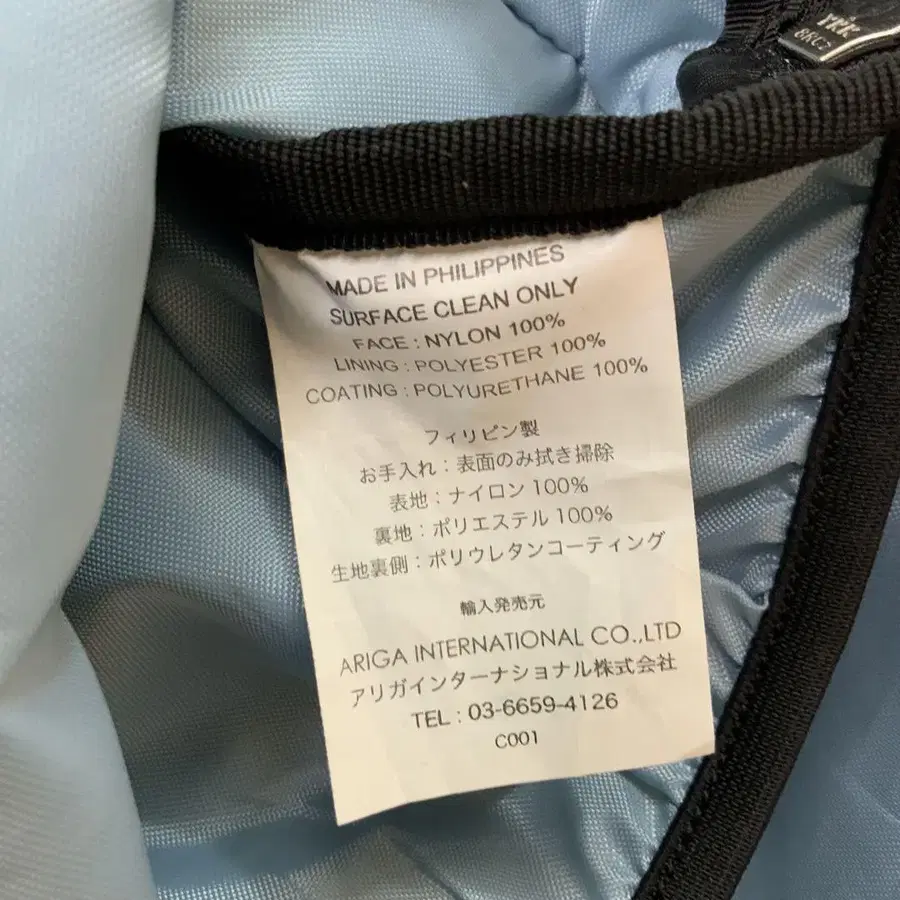 YKK
8RC7
MADE IN PHILIPPINES
SURFACE CLEAN ONLY
FACE : NYLON 100%
LINING : POLYESTER 100%
COATING : POLYURETHANE 100%
フィリピン製
お手入れ : 表面のみ拭き掃除
表地 : ナイロン 100%
裏地 : ポリエステル 100%
生地裏側 : ポリウレタンコーティング
輸入発売元
ARIGA INTERNATIONAL CO.,LTD
アリガインターナショナル株式会社
TEL : 03-6659-4126
C001